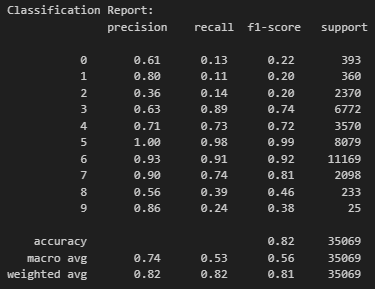 Classification Report:
precision recall f1-score support
0 0.61 0.13 0.22 393
1 0.80 0.11 0.20 360
2 0.36 0.14 0.20 2370
3 0.63 0.89 0.74 6772
4 0.71 0.73 0.72 3570
5 1.00 0.98 0.99 8079
6 0.93 0.91 0.92 11169
7 0.90 0.74 0.81 2098
8 0.56 0.39 0.46 233
9 0.86 0.24 0.38 25
accuracy 0.82 35069
macro avg 0.74 0.53 0.56 35069
weighted avg 0.82 0.82 0.81 35069